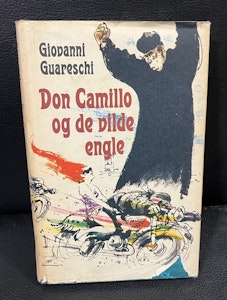 Giovanni
Guareschi
Don Camillo
og de vilde
engle